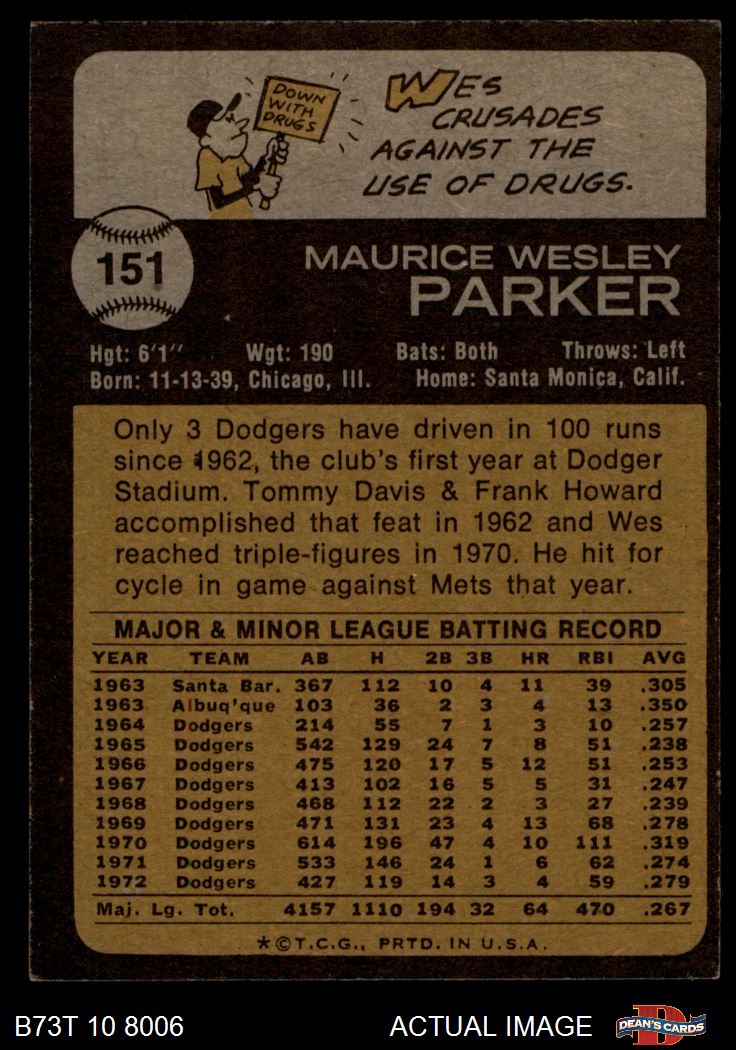 DOWN
WITH
DRUGS
WES
CRUSADES
AGAINST THE
USE OF DRUGS.
151
MAURICE WESLEY
PARKER
Hgt: 6'1" Wgt: 190 Bats: Both Throws: Left
Born: 11-13-39, Chicago, Ill. Home: Santa Monica, Calif.
Only 3 Dodgers have driven in 100 runs
since 1962, the club's first year at Dodger
Stadium. Tommy Davis & Frank Howard
accomplished that feat in 1962 and Wes
reached triple-figures in 1970. He hit for
cycle in game against Mets that year.
MAJOR & MINOR LEAGUE BATTING RECORD
YEAR TEAM AB H 2B 3B HR RBI AVG
1963 Santa Bar. 367 112 10 4 11 39 .305
1963 Albuq'que 103 36 2 3 4 13 .350
1964 Dodgers 214 55 7 1 3 10 .257
1965 Dodgers 542 129 24 7 8 51 .238
1966 Dodgers 475 120 17 5 12 51 .253
1967 Dodgers 413 102 16 5 5 31 .247
1968 Dodgers 468 112 22 2 3 27 .239
1969 Dodgers 471 131 23 4 13 68 .278
1970 Dodgers 614 196 47 4 10 111 .319
1971 Dodgers 533 146 24 1 6 62 .274
1972 Dodgers 427 119 14 3 4 59 .279
Maj. Lg. Tot. 4157 1110 194 32 64 470 .267
*©T.C.G., PRTD. IN U.S.A.
B73T 10 8006 ACTUAL IMAGE D DEAN'S CARDS